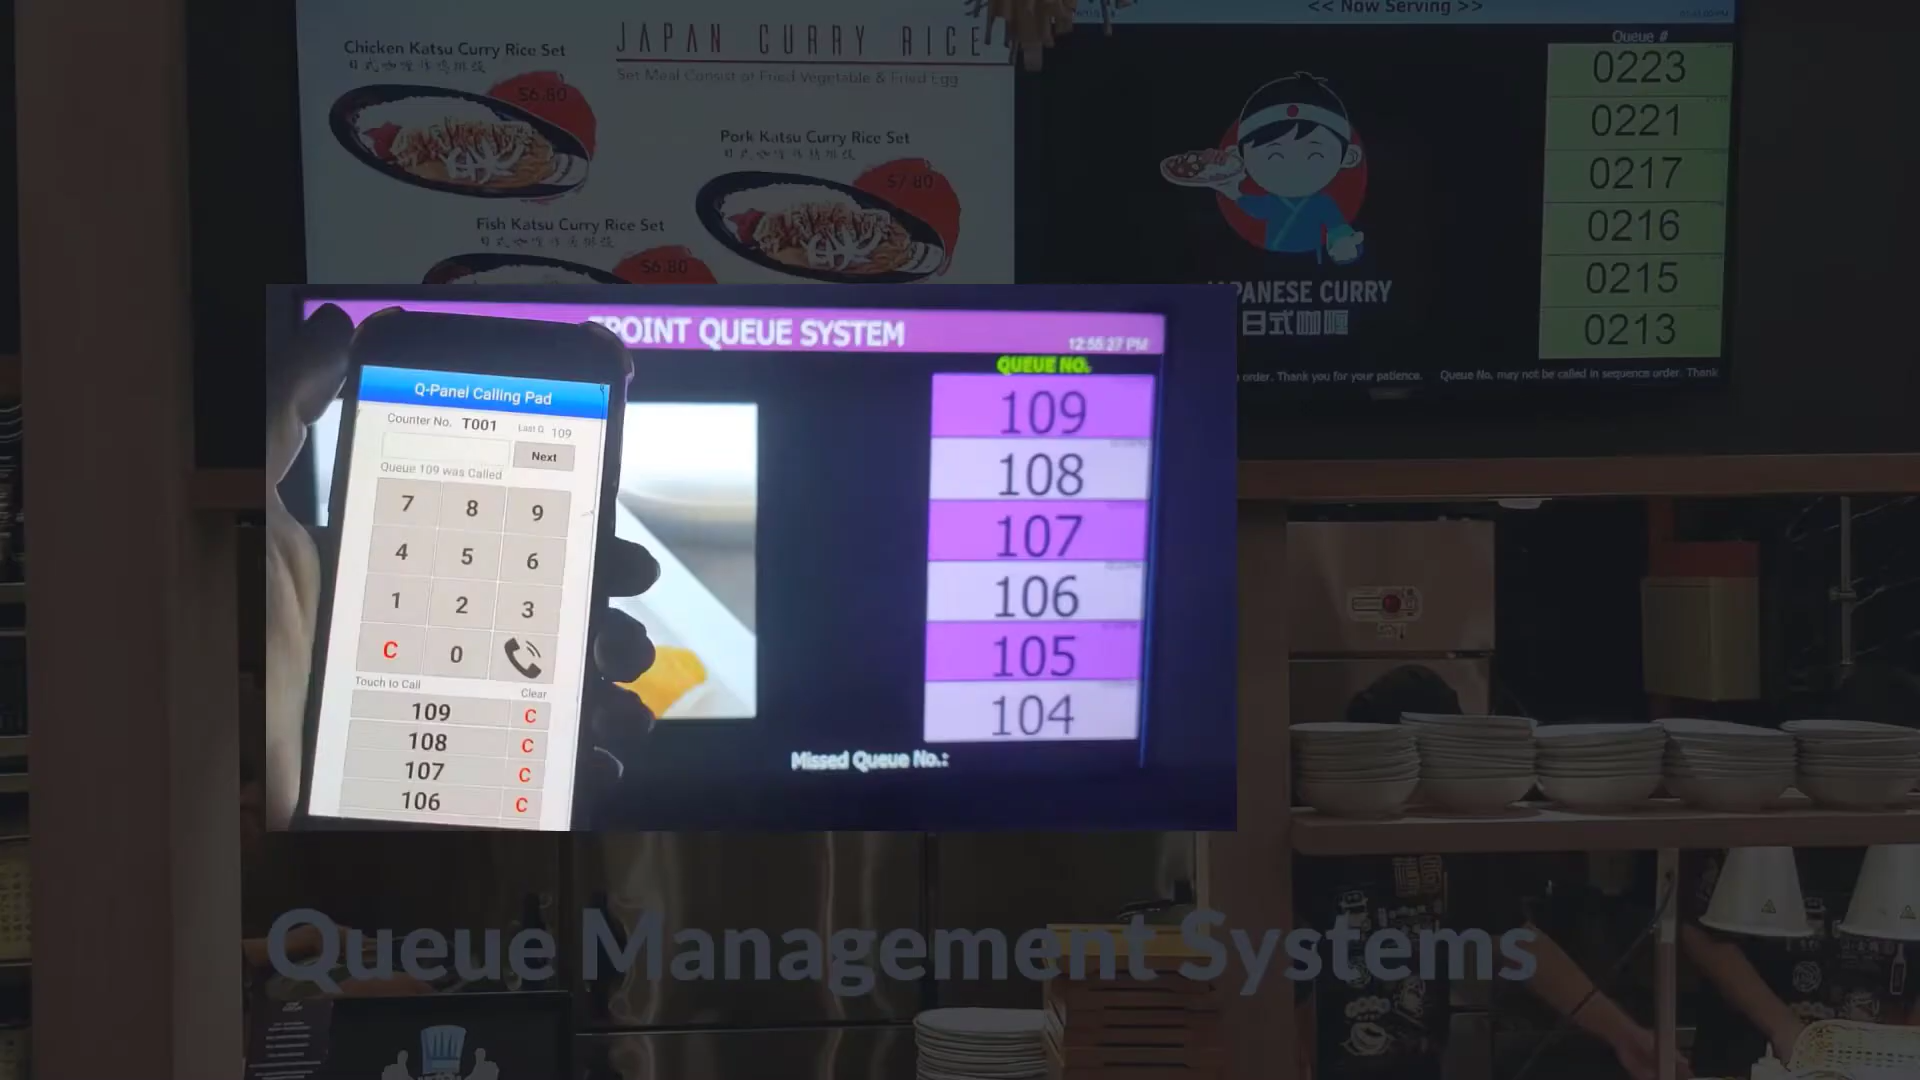 << Now Serving >>
Chicken Katsu Curry Rice Set
$6.80
JAPAN CURRY RICE
Set Meal Consist of Fried Vegetable & Fried Egg
Pork Katsu Curry Rice Set
$7.80
Fish Katsu Curry Rice Set
$6.80
Queue #
0223
0221
0217
0216
0215
0213
PANESE CURRY
日式咖喱
order. Thank you for your patience. Queue No, may not be called in sequence order. Thank
POINT QUEUE SYSTEM
12:55:27 PM
QUEUE NO.
109
108
107
106
105
104
Missed Queue No.:
Q-Panel Calling Pad
Counter No. T001 Last Q 109
Next
Queue 109 was Called
7 8 9
4 5 6
1 2 3
C 0
Touch to Call Clear
109 C
108 C
107 C
106 C
Queue Management Systems